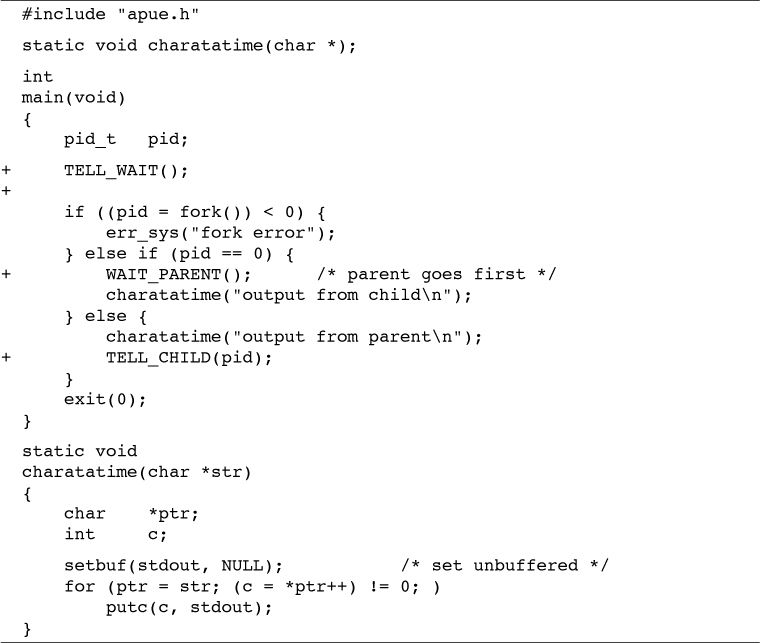 #include "apue.h"
static void charatatime(char *);
int
main(void)
{
    pid_t   pid;
+     TELL_WAIT();
+
    if ((pid = fork()) < 0) {
        err_sys("fork error");
    } else if (pid == 0) {
+         WAIT_PARENT();      /* parent goes first */
        charatatime("output from child\n");
    } else {
        charatatime("output from parent\n");
+         TELL_CHILD(pid);
    }
    exit(0);
}
static void
charatatime(char *str)
{
    char    *ptr;
    int     c;
    setbuf(stdout, NULL);           /* set unbuffered */
    for (ptr = str; (c = *ptr++) != 0; )
        putc(c, stdout);
}